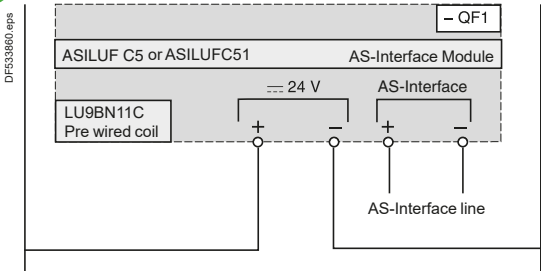 DF533860.eps
– QF1
ASILUF C5 or ASILUFC51
AS-Interface Module
24 V
AS-Interface
LU9BN11C
Pre wired coil
+
–
+
–
AS-Interface line